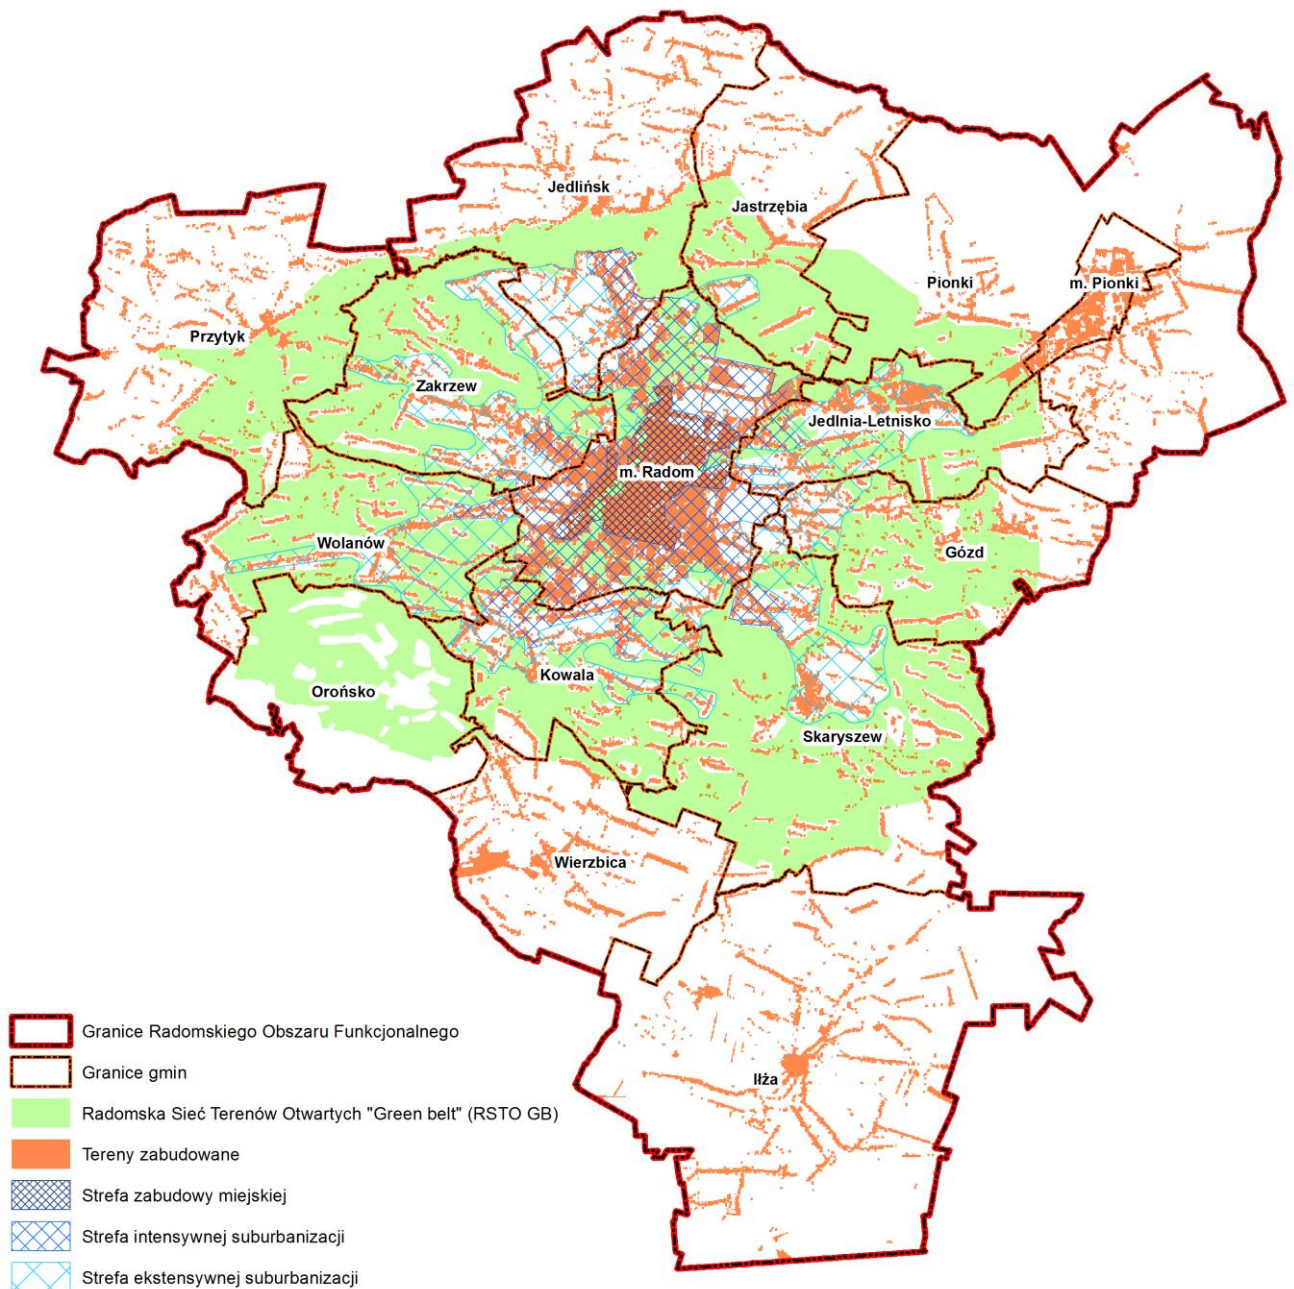 Jedlińsk
Jastrzębia
Pionki
m. Pionki
Przytyk
Zakrzew
Jedlnia-Letnisko
m. Radom
Wolanów
Gózd
Orońsko
Kowala
Skaryszew
Wierzbica
Iłża
Granice Radomskiego Obszaru Funkcjonalnego
Granice gmin
Radomska Sieć Terenów Otwartych "Green belt" (RSTO GB)
Tereny zabudowane
Strefa zabudowy miejskiej
Strefa intensywnej suburbanizacji
Strefa ekstensywnej suburbanizacji